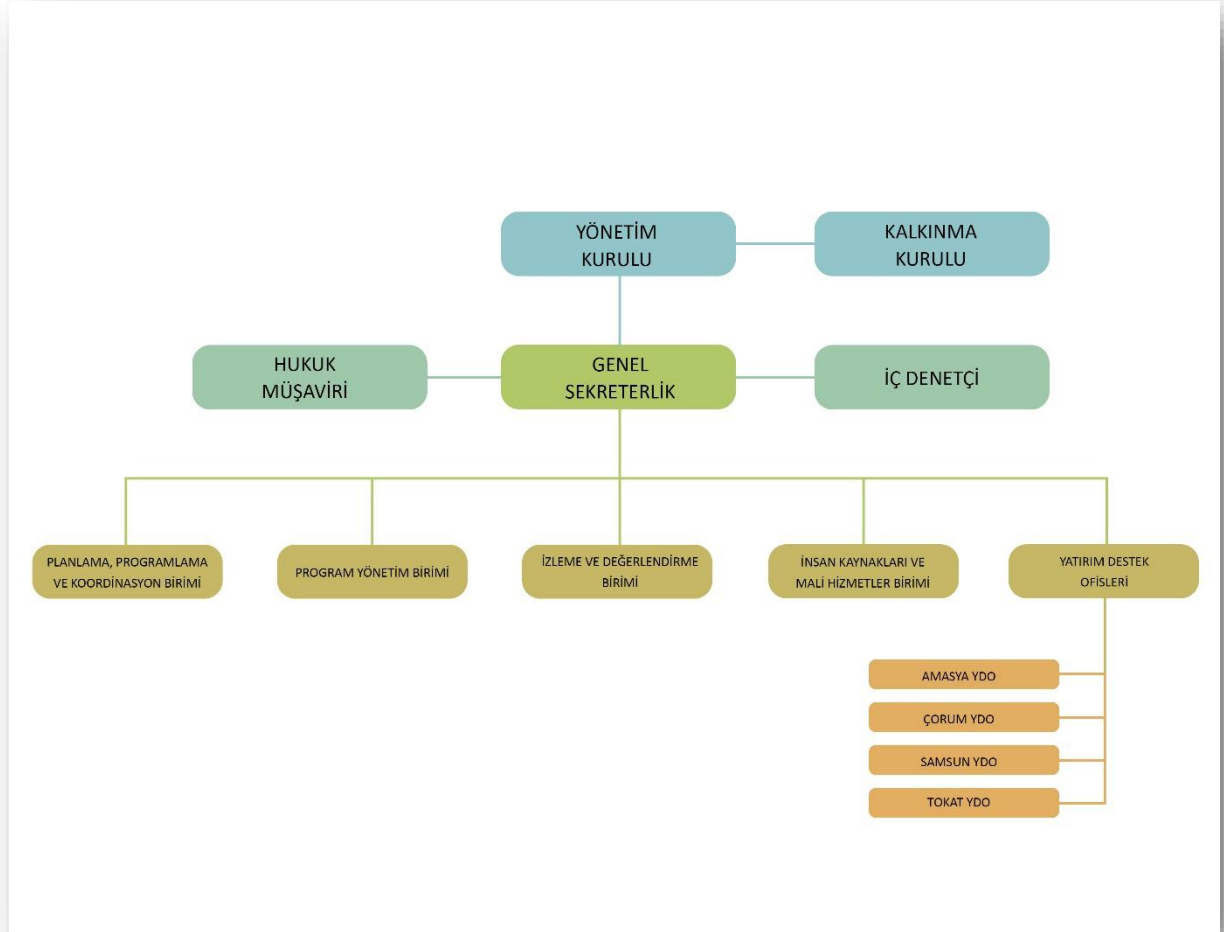 YÖNETİM
KURULU
KALKINMA
KURULU
HUKUK
MÜŞAVİRİ
GENEL
SEKRETERLİK
İÇ DENETÇİ
PLANLAMA, PROGRAMLAMA
VE KOORDİNASYON BİRİMİ
PROGRAM YÖNETİM BİRİMİ
İZLEME VE DEĞERLENDİRME
BİRİMİ
İNSAN KAYNAKLARI VE
MALİ HİZMETLER BİRİMİ
YATIRIM DESTEK
OFİSLERİ
AMASYA YDO
ÇORUM YDO
SAMSUN YDO
TOKAT YDO